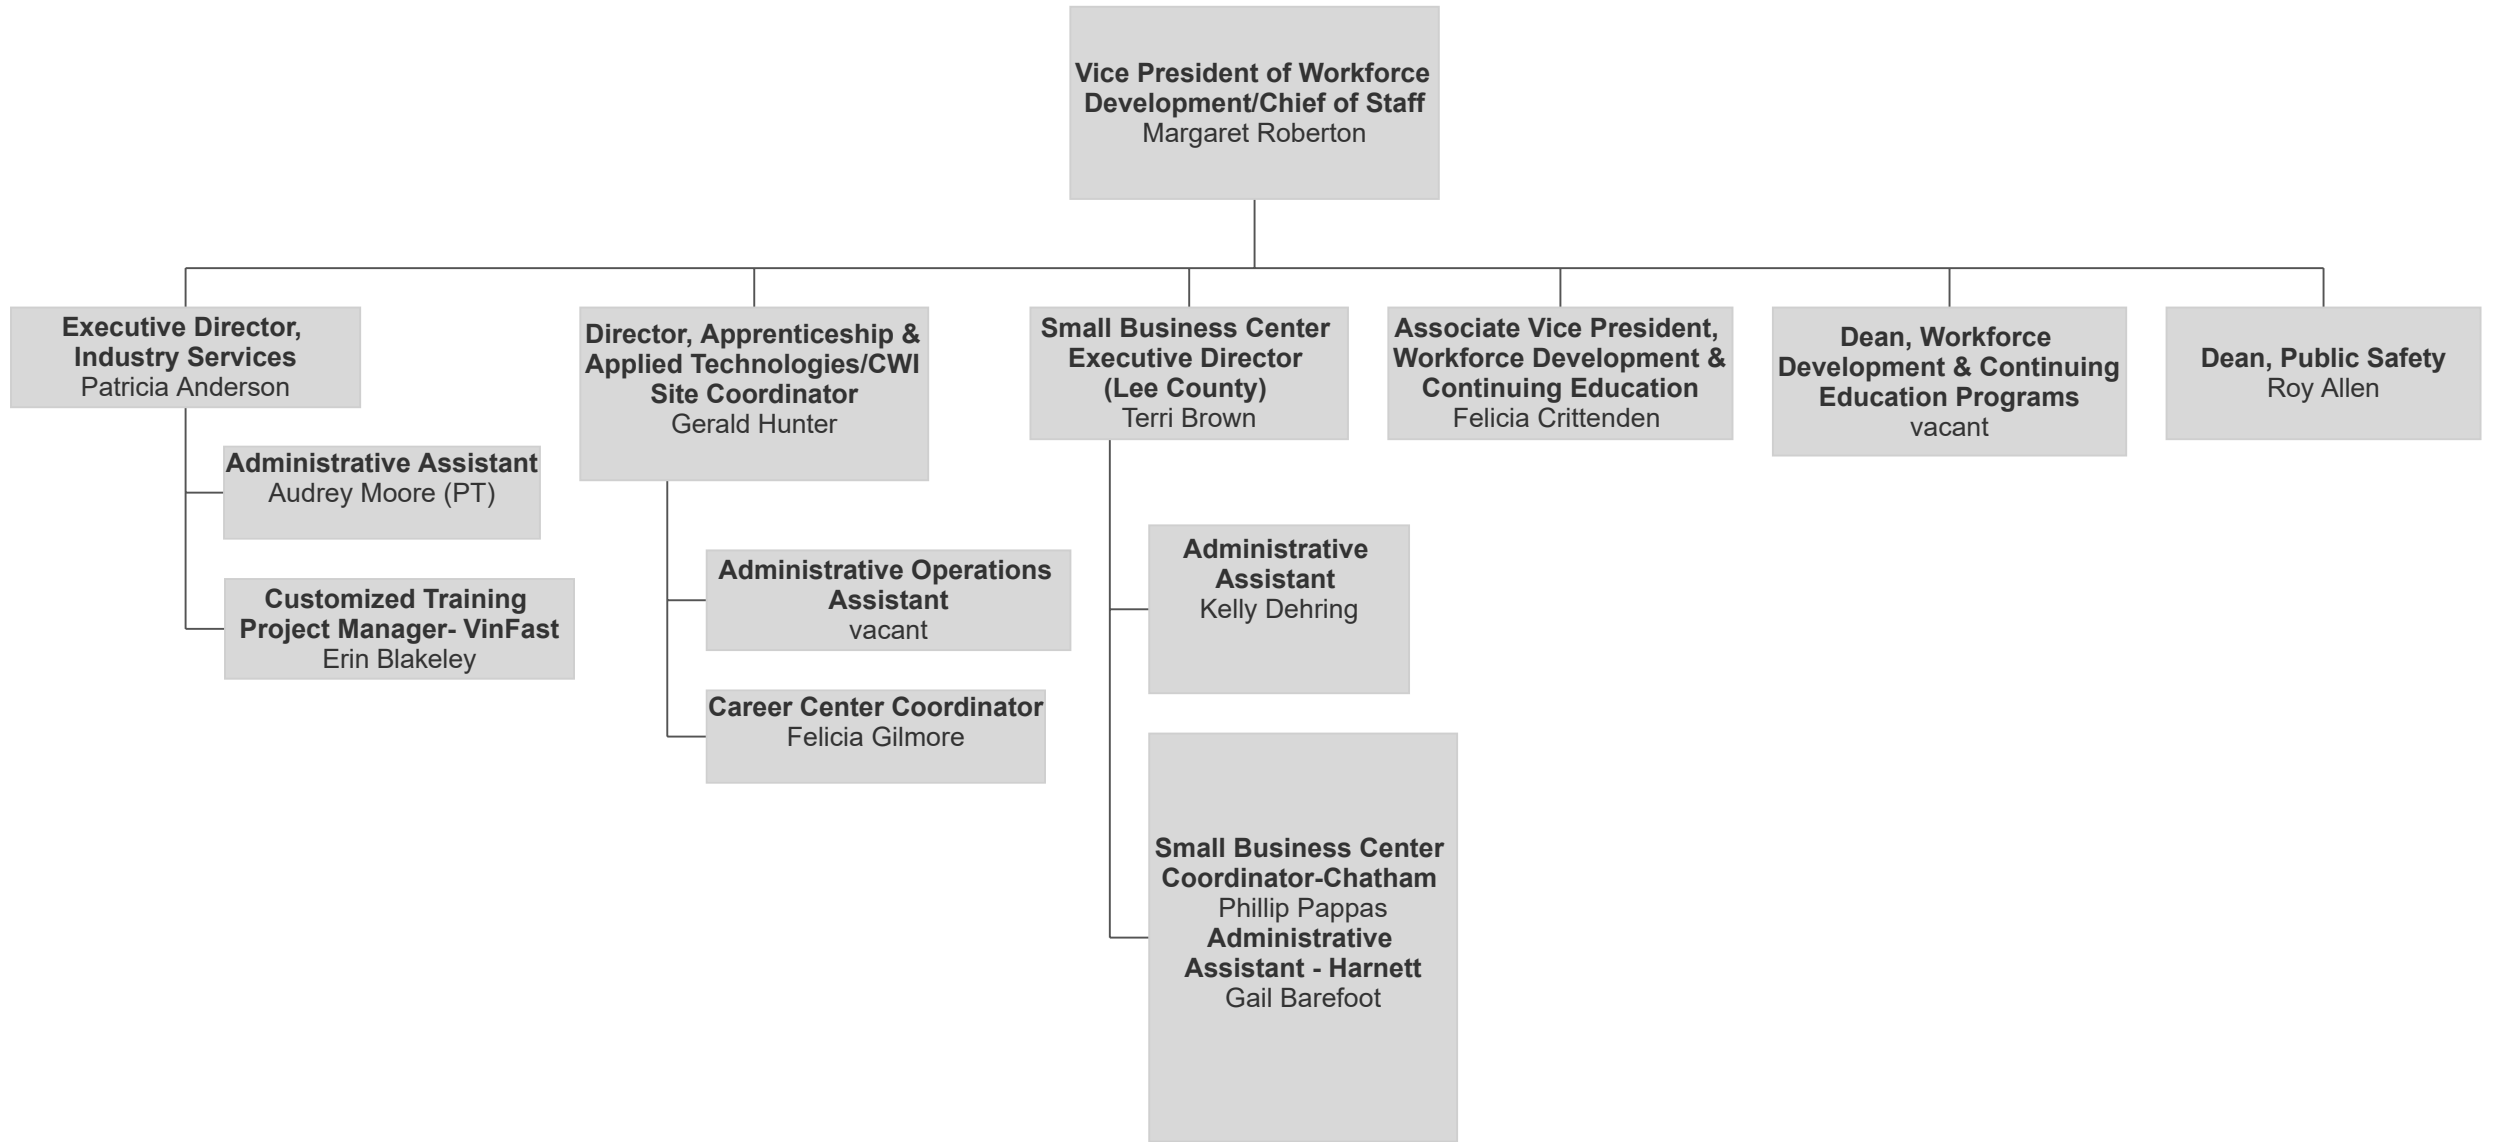 Vice President of Workforce
Development/Chief of Staff
Margaret Roberton
Executive Director,
Industry Services
Patricia Anderson
Administrative Assistant
Audrey Moore (PT)
Customized Training
Project Manager- VinFast
Erin Blakeley
Director, Apprenticeship &
Applied Technologies/CWI
Site Coordinator
Gerald Hunter
Administrative Operations
Assistant
vacant
Career Center Coordinator
Felicia Gilmore
Small Business Center
Executive Director
(Lee County)
Terri Brown
Administrative
Assistant
Kelly Dehring
Small Business Center
Coordinator-Chatham
Phillip Pappas
Administrative
Assistant - Harnett
Gail Barefoot
Associate Vice President,
Workforce Development &
Continuing Education
Felicia Crittenden
Dean, Workforce
Development & Continuing
Education Programs
vacant
Dean, Public Safety
Roy Allen